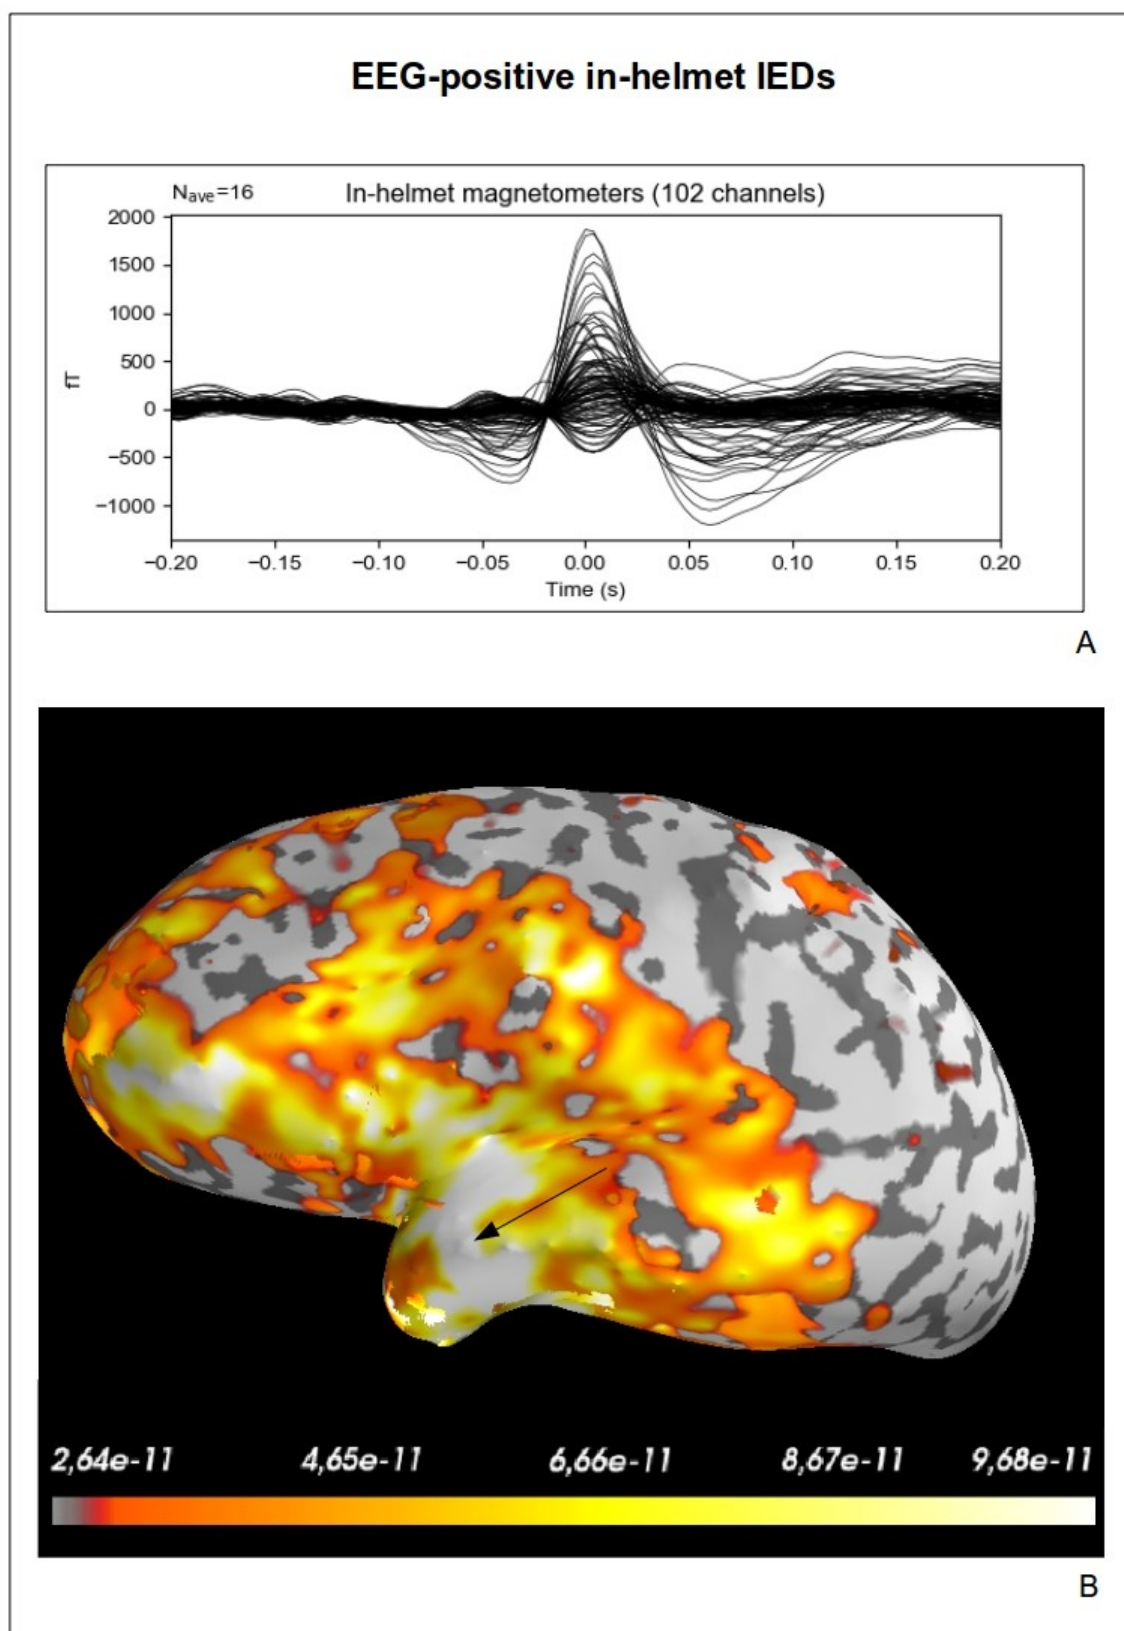 EEG-positive in-helmet IEDs
Nave=16 In-helmet magnetometers (102 channels)
2000
1500
1000
500
0
−500
−1000
fT
−0.20 −0.15 −0.10 −0.05 0.00 0.05 0.10 0.15 0.20
Time (s)
A
2,64e-11 4,65e-11 6,66e-11 8,67e-11 9,68e-11
B